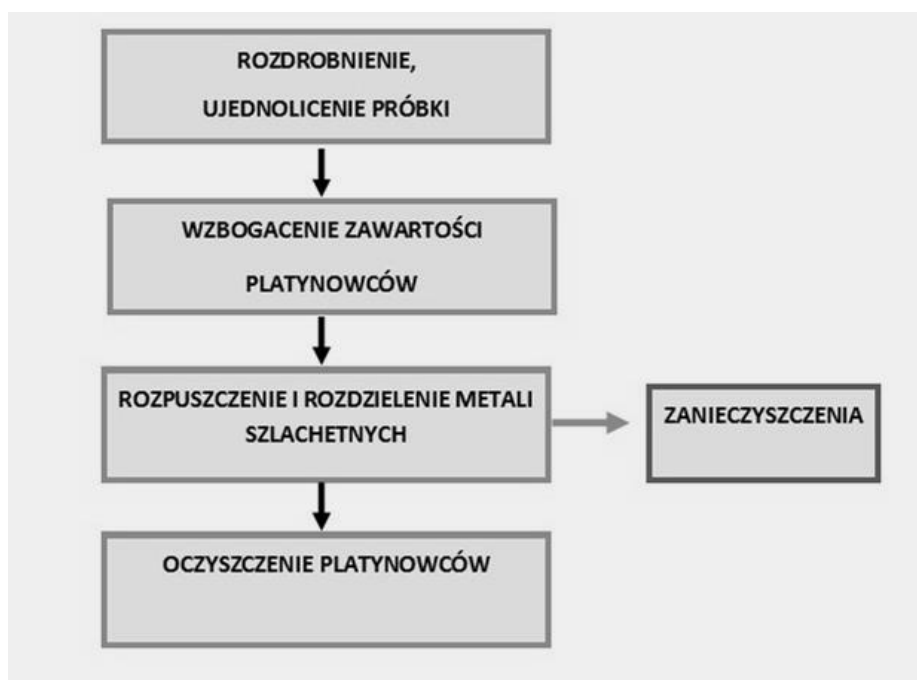 ROZDROBNIENIE,
UJEDNOLICENIE PRÓBKI
WZBOGACENIE ZAWARTOŚCI
PLATYNOWCÓW
ROZPUSZCZENIE I ROZDZIELENIE METALI
SZLACHETNYCH
ZANIECZYSZCZENIA
OCZYSZCZENIE PLATYNOWCÓW